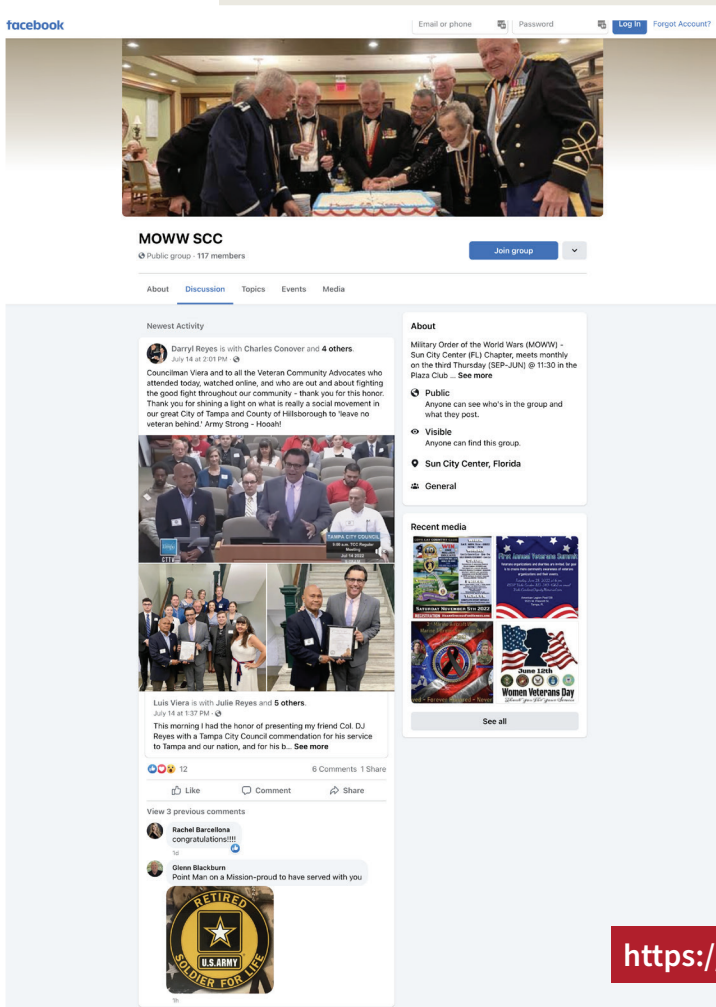 facebook
Email or phone
Password
Log In
Forgot Account?
MOWW SCC
Public group · 117 members
Join group
About Discussion Topics Events Media
Newest Activity
Darryl Reyes is with Charles Conover and 4 others.
July 14 at 2:01 PM ·
Councilman Viera and to all the Veteran Community Advocates who
attended today, watched online, and who are out and about fighting
the good fight throughout our community - thank you for this honor.
Thank you for shining a light on what is really a social movement in
our great City of Tampa and County of Hillsborough to 'leave no
veteran behind.' Army Strong - Hooah!
TAMPA CITY COUNCIL
TCC Regular
Meeting
Jul 14 2022
Luis Viera is with Julie Reyes and 5 others.
July 14 at 1:37 PM ·
This morning I had the honor of presenting my friend Col. DJ
Reyes with a Tampa City Council commendation for his service
to Tampa and our nation, and for his b... See more
12
6 Comments 1 Share
Like Comment Share
View 3 previous comments
Rachel Barcellona
congratulations!!!!
1d
Glenn Blackburn
Point Man on a Mission-proud to have served with you
RETIRED
U.S.ARMY
SOLDIER FOR LIFE
1h
About
Military Order of the World Wars (MOWW) -
Sun City Center (FL) Chapter, meets monthly
on the third Thursday (SEP-JUN) @ 11:30 in the
Plaza Club ... See more
Public
Anyone can see who's in the group and
what they post.
Visible
Anyone can find this group.
Sun City Center, Florida
General
Recent media
SATURDAY NOVEMBER 5TH 2022
First Annual Veterans Summit
June 12th
Women Veterans Day
See all
https:/